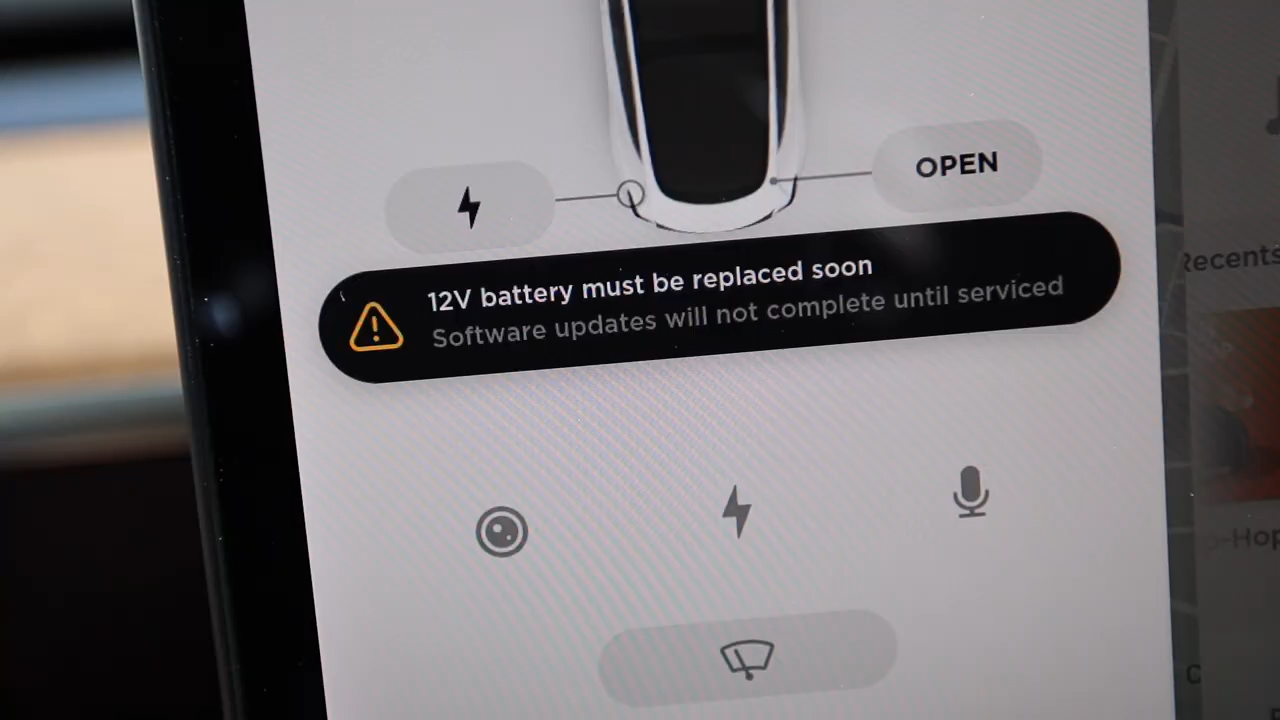 OPEN
12V battery must be replaced soon
Software updates will not complete until serviced
Recents